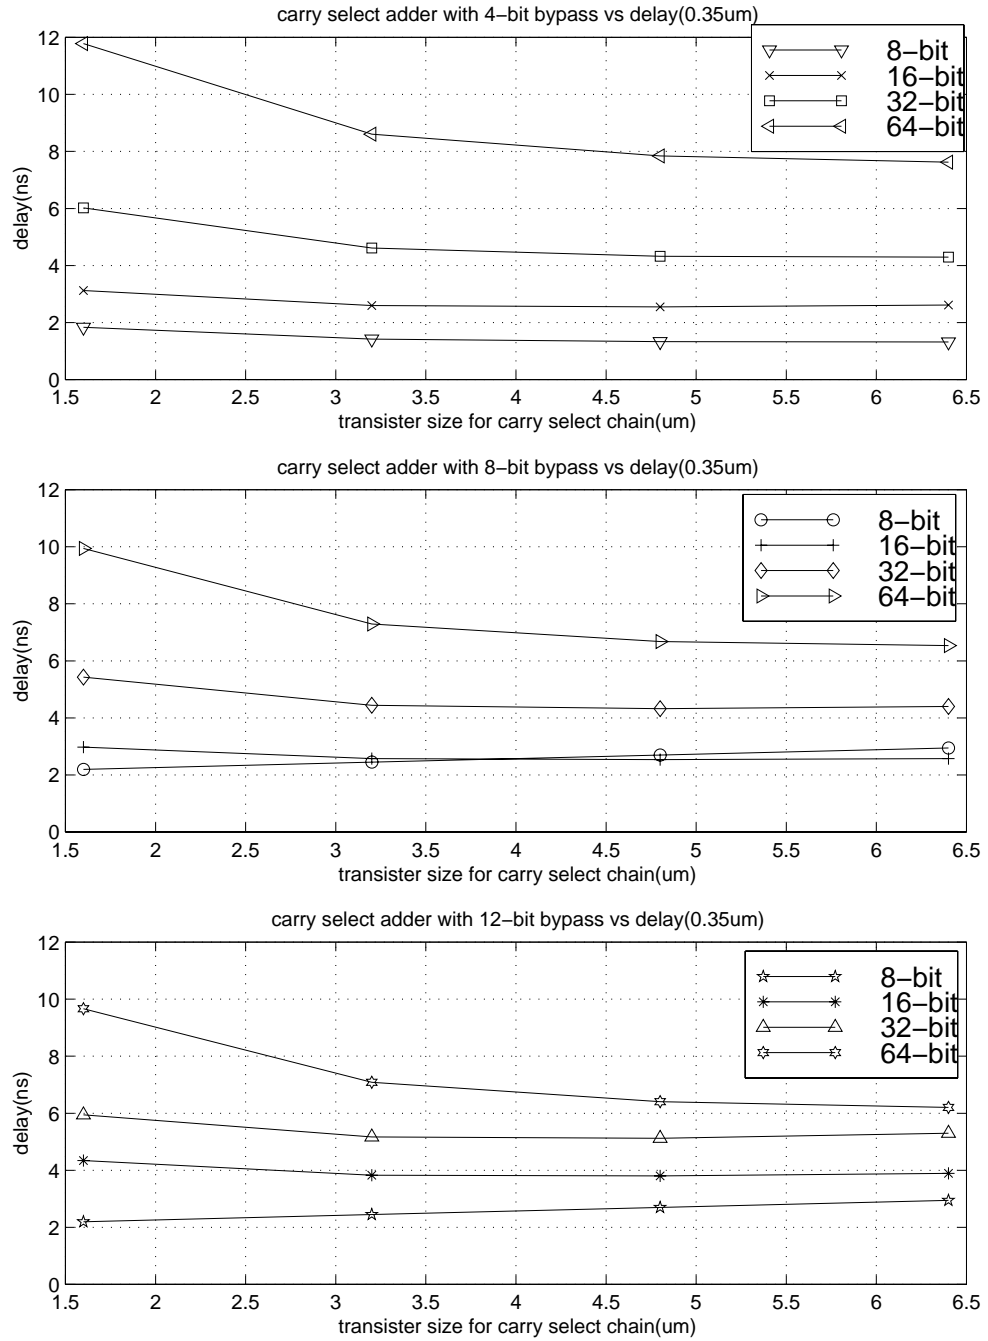 carry select adder with 4−bit bypass vs delay(0.35um)
12
10
8
6
4
2
0
delay(ns)
8−bit
16−bit
32−bit
64−bit
1.5 2 2.5 3 3.5 4 4.5 5 5.5 6 6.5
transister size for carry select chain(um)
carry select adder with 8−bit bypass vs delay(0.35um)
12
10
8
6
4
2
0
delay(ns)
8−bit
16−bit
32−bit
64−bit
1.5 2 2.5 3 3.5 4 4.5 5 5.5 6 6.5
transister size for carry select chain(um)
carry select adder with 12−bit bypass vs delay(0.35um)
12
10
8
6
4
2
0
delay(ns)
8−bit
16−bit
32−bit
64−bit
1.5 2 2.5 3 3.5 4 4.5 5 5.5 6 6.5
transister size for carry select chain(um)